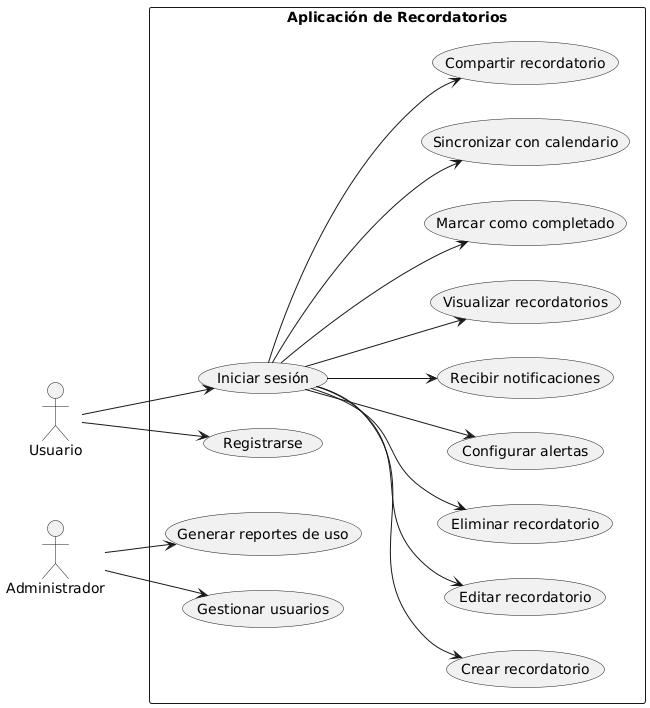 Aplicación de Recordatorios
Compartir recordatorio
Sincronizar con calendario
Marcar como completado
Visualizar recordatorios
Iniciar sesión
Recibir notificaciones
Usuario
Registrarse
Configurar alertas
Eliminar recordatorio
Generar reportes de uso
Administrador
Gestionar usuarios
Editar recordatorio
Crear recordatorio